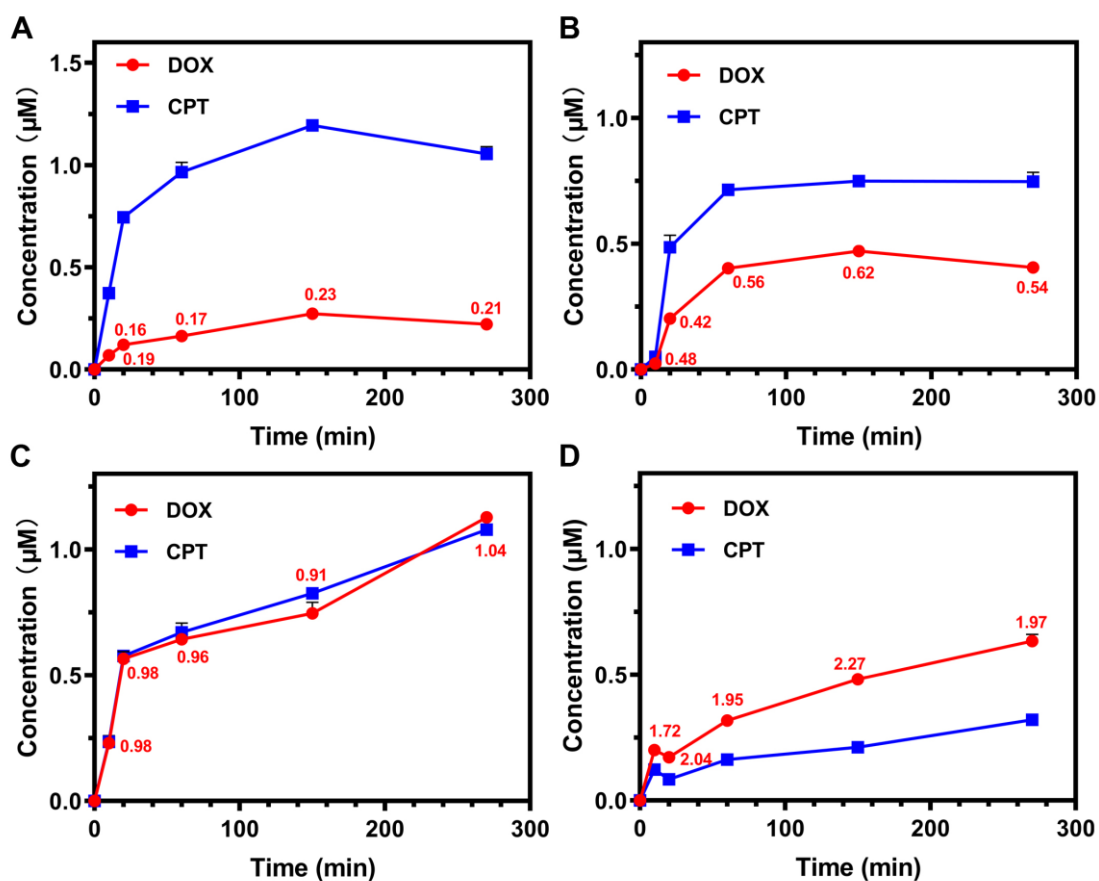 A
DOX
CPT
Concentration（μM）
1.5
1.0
0.5
0.0
0.16
0.19
0.17
0.23
0.21
0
100
200
300
Time (min)
B
DOX
CPT
Concentration（μM）
1.0
0.5
0.0
0.48
0.42
0.56
0.62
0.54
0
100
200
300
Time (min)
C
DOX
CPT
Concentration（μM）
1.0
0.5
0.0
0.98
0.98
0.96
0.91
1.04
0
100
200
300
Time (min)
D
DOX
CPT
Concentration (μM)
1.0
0.5
0.0
1.72
2.04
1.95
2.27
1.97
0
100
200
300
Time (min)